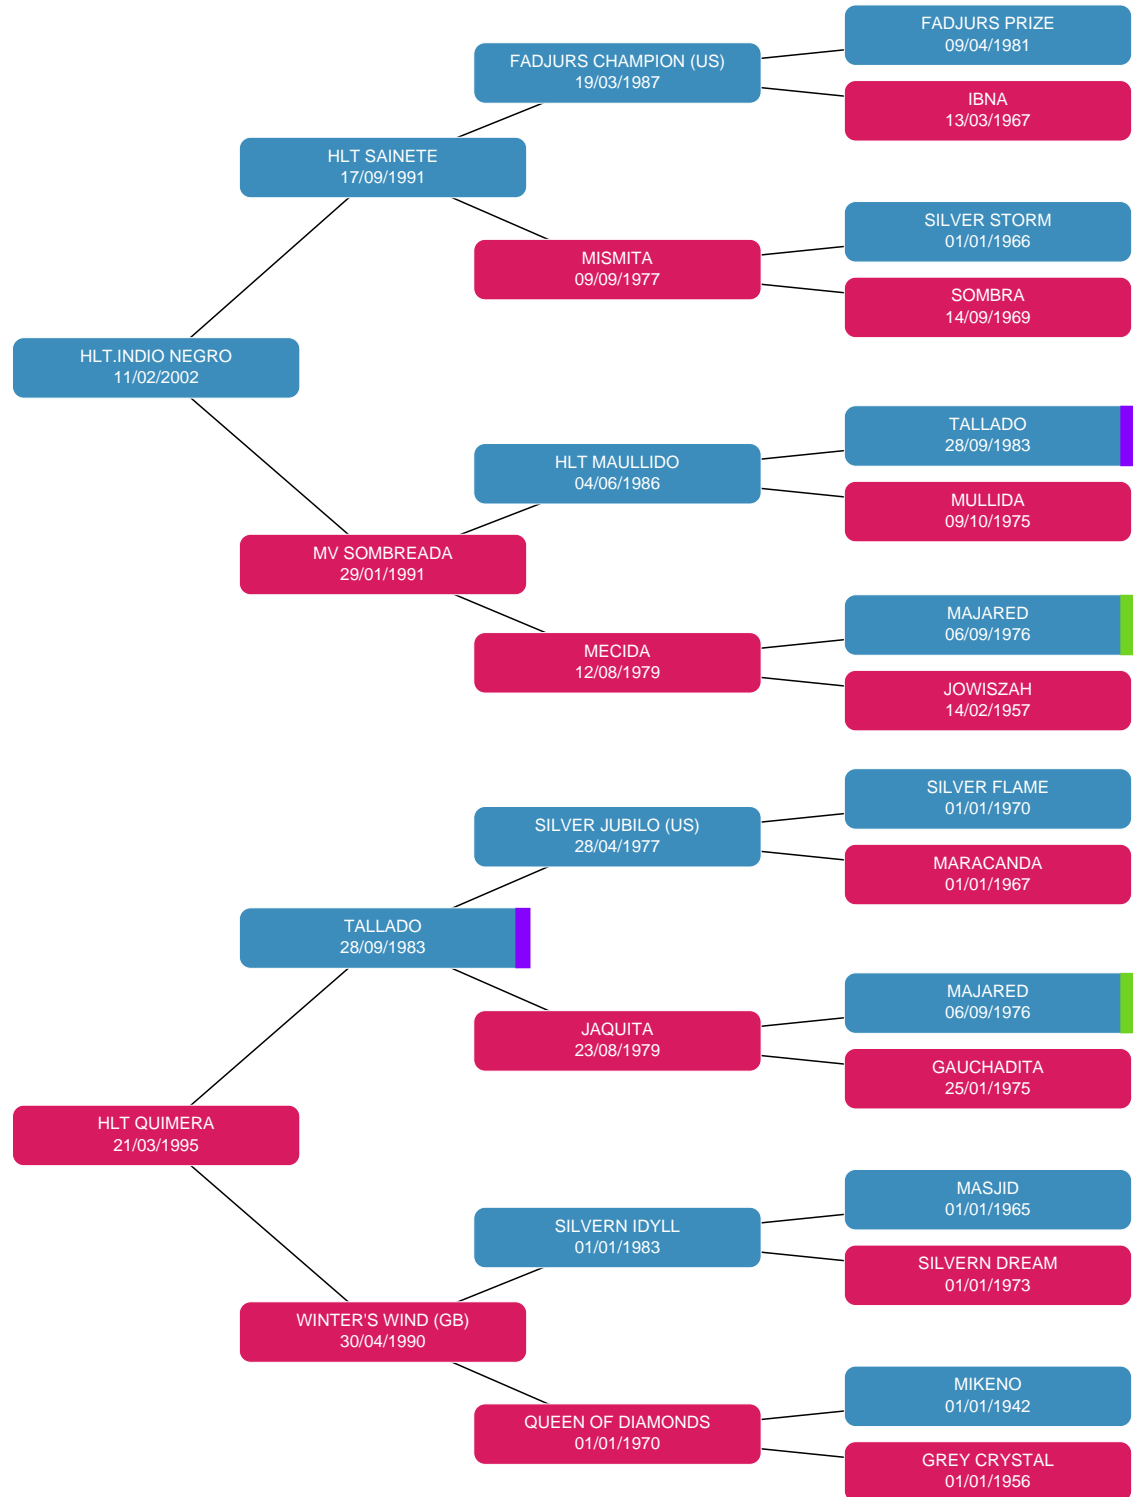 FADJURS PRIZE
09/04/1981
FADJURS CHAMPION (US)
19/03/1987
IBNA
13/03/1967
HLT SAINETE
17/09/1991
SILVER STORM
01/01/1966
MISMITA
09/09/1977
SOMBRA
14/09/1969
HLT.INDIO NEGRO
11/02/2002
TALLADO
28/09/1983
HLT MAULLIDO
04/06/1986
MULLIDA
09/10/1975
MV SOMBREADA
29/01/1991
MAJARED
06/09/1976
MECIDA
12/08/1979
JOWISZAH
14/02/1957
SILVER FLAME
01/01/1970
SILVER JUBILO (US)
28/04/1977
MARACANDA
01/01/1967
TALLADO
28/09/1983
MAJARED
06/09/1976
JAQUITA
23/08/1979
GAUCHADITA
25/01/1975
HLT QUIMERA
21/03/1995
MASJID
01/01/1965
SILVERN IDYLL
01/01/1983
SILVERN DREAM
01/01/1973
WINTER'S WIND (GB)
30/04/1990
MIKENO
01/01/1942
QUEEN OF DIAMONDS
01/01/1970
GREY CRYSTAL
01/01/1956